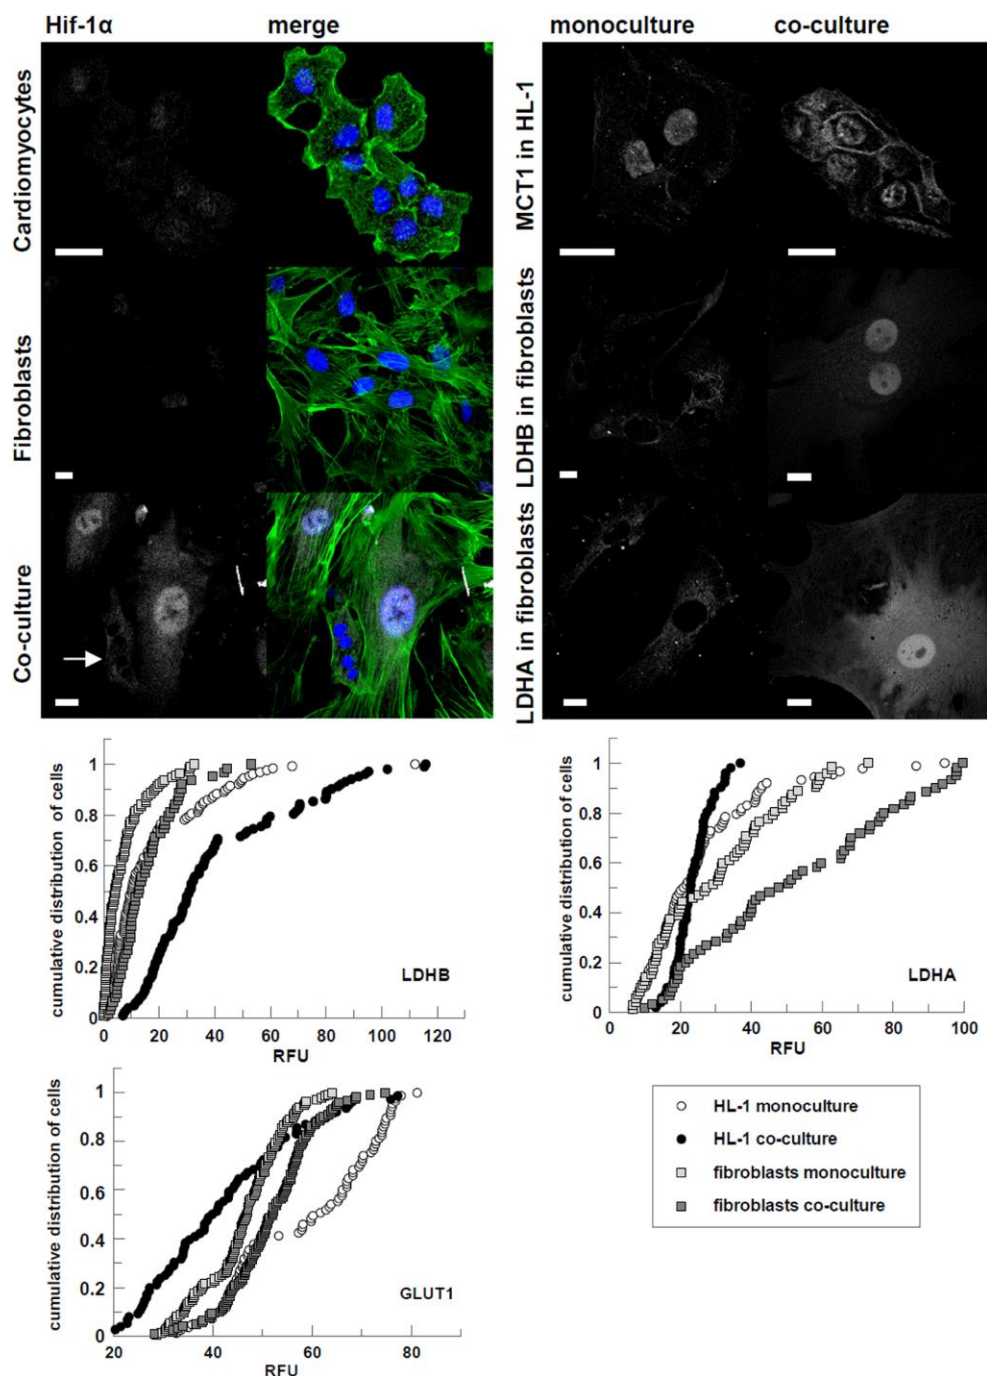 Hif-1α merge monoculture co-culture
Cardiomyocytes
Fibroblasts
Co-culture
MCT1 in HL-1
LDHB in fibroblasts
LDHA in fibroblasts
cumulative distribution of cells
1
0.8
0.6
0.4
0.2
0
0 20 40 60 80 100 120
RFU
LDHB
cumulative distribution of cells
1
0.8
0.6
0.4
0.2
0
0 20 40 60 80 100
RFU
LDHA
cumulative distribution of cells
1
0.8
0.6
0.4
0.2
0
20 40 60 80
RFU
GLUT1
HL-1 monoculture
HL-1 co-culture
fibroblasts monoculture
fibroblasts co-culture